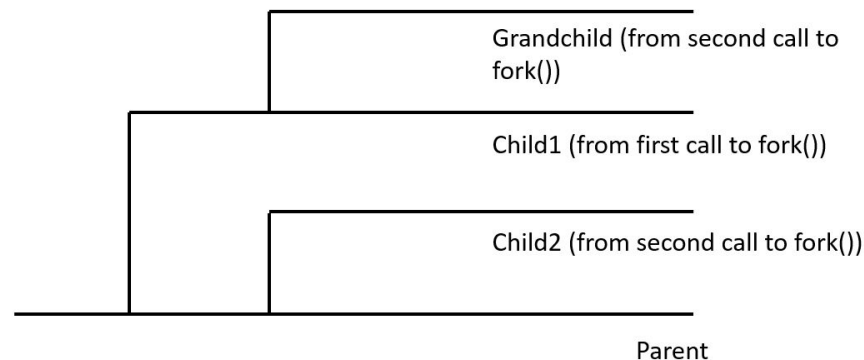 Grandchild (from second call to
fork())
Child1 (from first call to fork())
Child2 (from second call to fork())
Parent